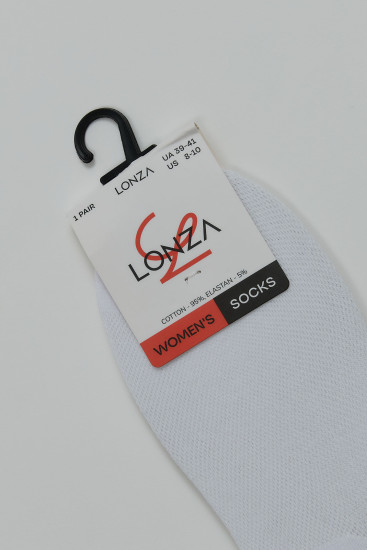 UA 39-41
US 8-10
LONZA
1 PAIR
LONZA
COTTON - 95%, ELASTAN - 5%
WOMEN'S SOCKS